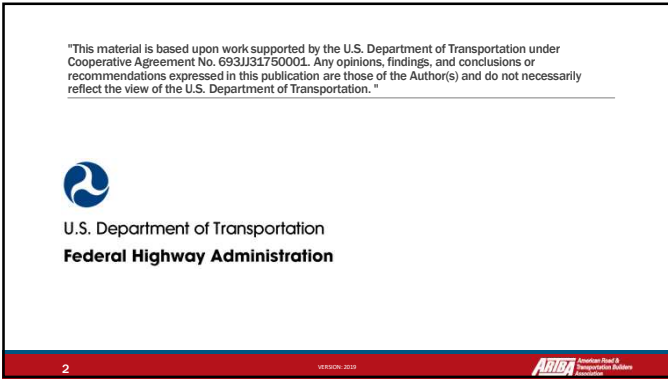 "This material is based upon work supported by the U.S. Department of Transportation under
Cooperative Agreement No. 693JJ31750001. Any opinions, findings, and conclusions or
recommendations expressed in this publication are those of the Author(s) and do not necessarily
reflect the view of the U.S. Department of Transportation. "
U.S. Department of Transportation
Federal Highway Administration
2
VERSION: 2019
ARTBA
American Road &
Transportation Builders
Association